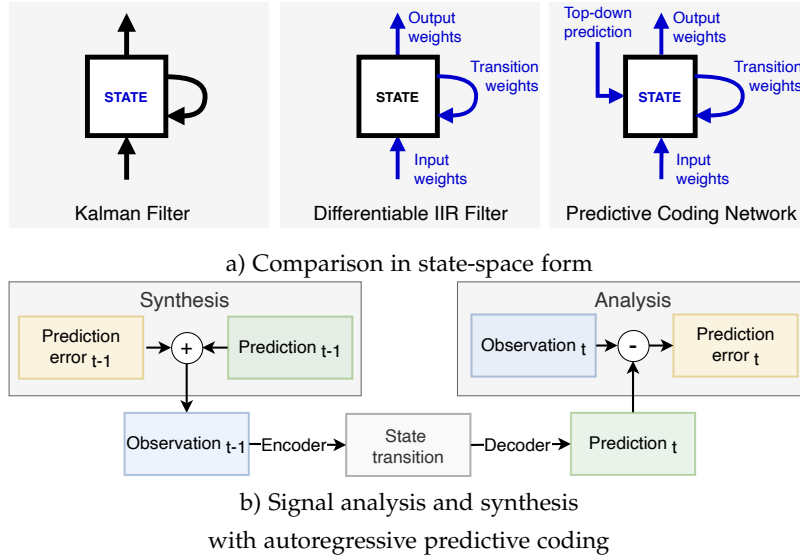 STATE
Kalman Filter
Output
weights
Transition
weights
STATE
Input
weights
Differentiable IIR Filter
Top-down
prediction
Output
weights
Transition
weights
STATE
Input
weights
Predictive Coding Network
a) Comparison in state-space form
Synthesis
Prediction
error t-1
+
Prediction t-1
Analysis
Observation t
-
Prediction
error t
Observation t-1
Encoder
State
transition
Decoder
Prediction t
b) Signal analysis and synthesis
with autoregressive predictive coding